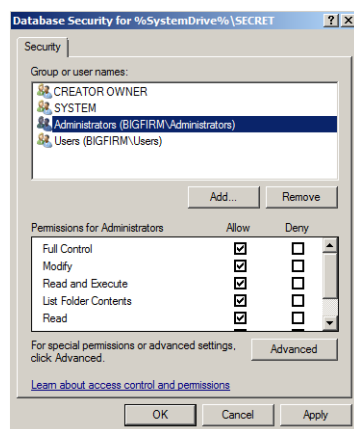 Database Security for %SystemDrive%\SECRET
Security
Group or user names:
CREATOR OWNER
SYSTEM
Administrators (BIGFIRM\Administrators)
Users (BIGFIRM\Users)
Add... Remove
Permissions for Administrators Allow Deny
Full Control
Modify
Read and Execute
List Folder Contents
Read
For special permissions or advanced settings,
click Advanced.
Advanced
Learn about access control and permissions
OK Cancel Apply